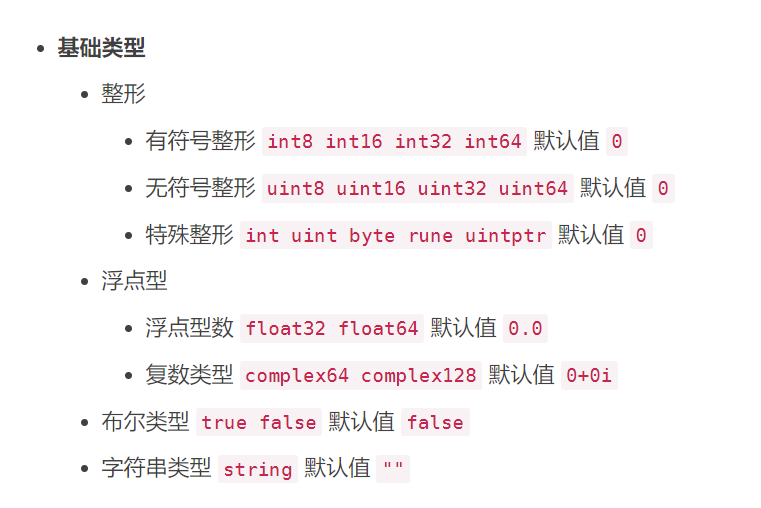 基础类型
整形
有符号整形 int8 int16 int32 int64 默认值 0
无符号整形 uint8 uint16 uint32 uint64 默认值 0
特殊整形 int uint byte rune uintptr 默认值 0
浮点型
浮点型数 float32 float64 默认值 0.0
复数类型 complex64 complex128 默认值 0+0i
布尔类型 true false 默认值 false
字符串类型 string 默认值 ""